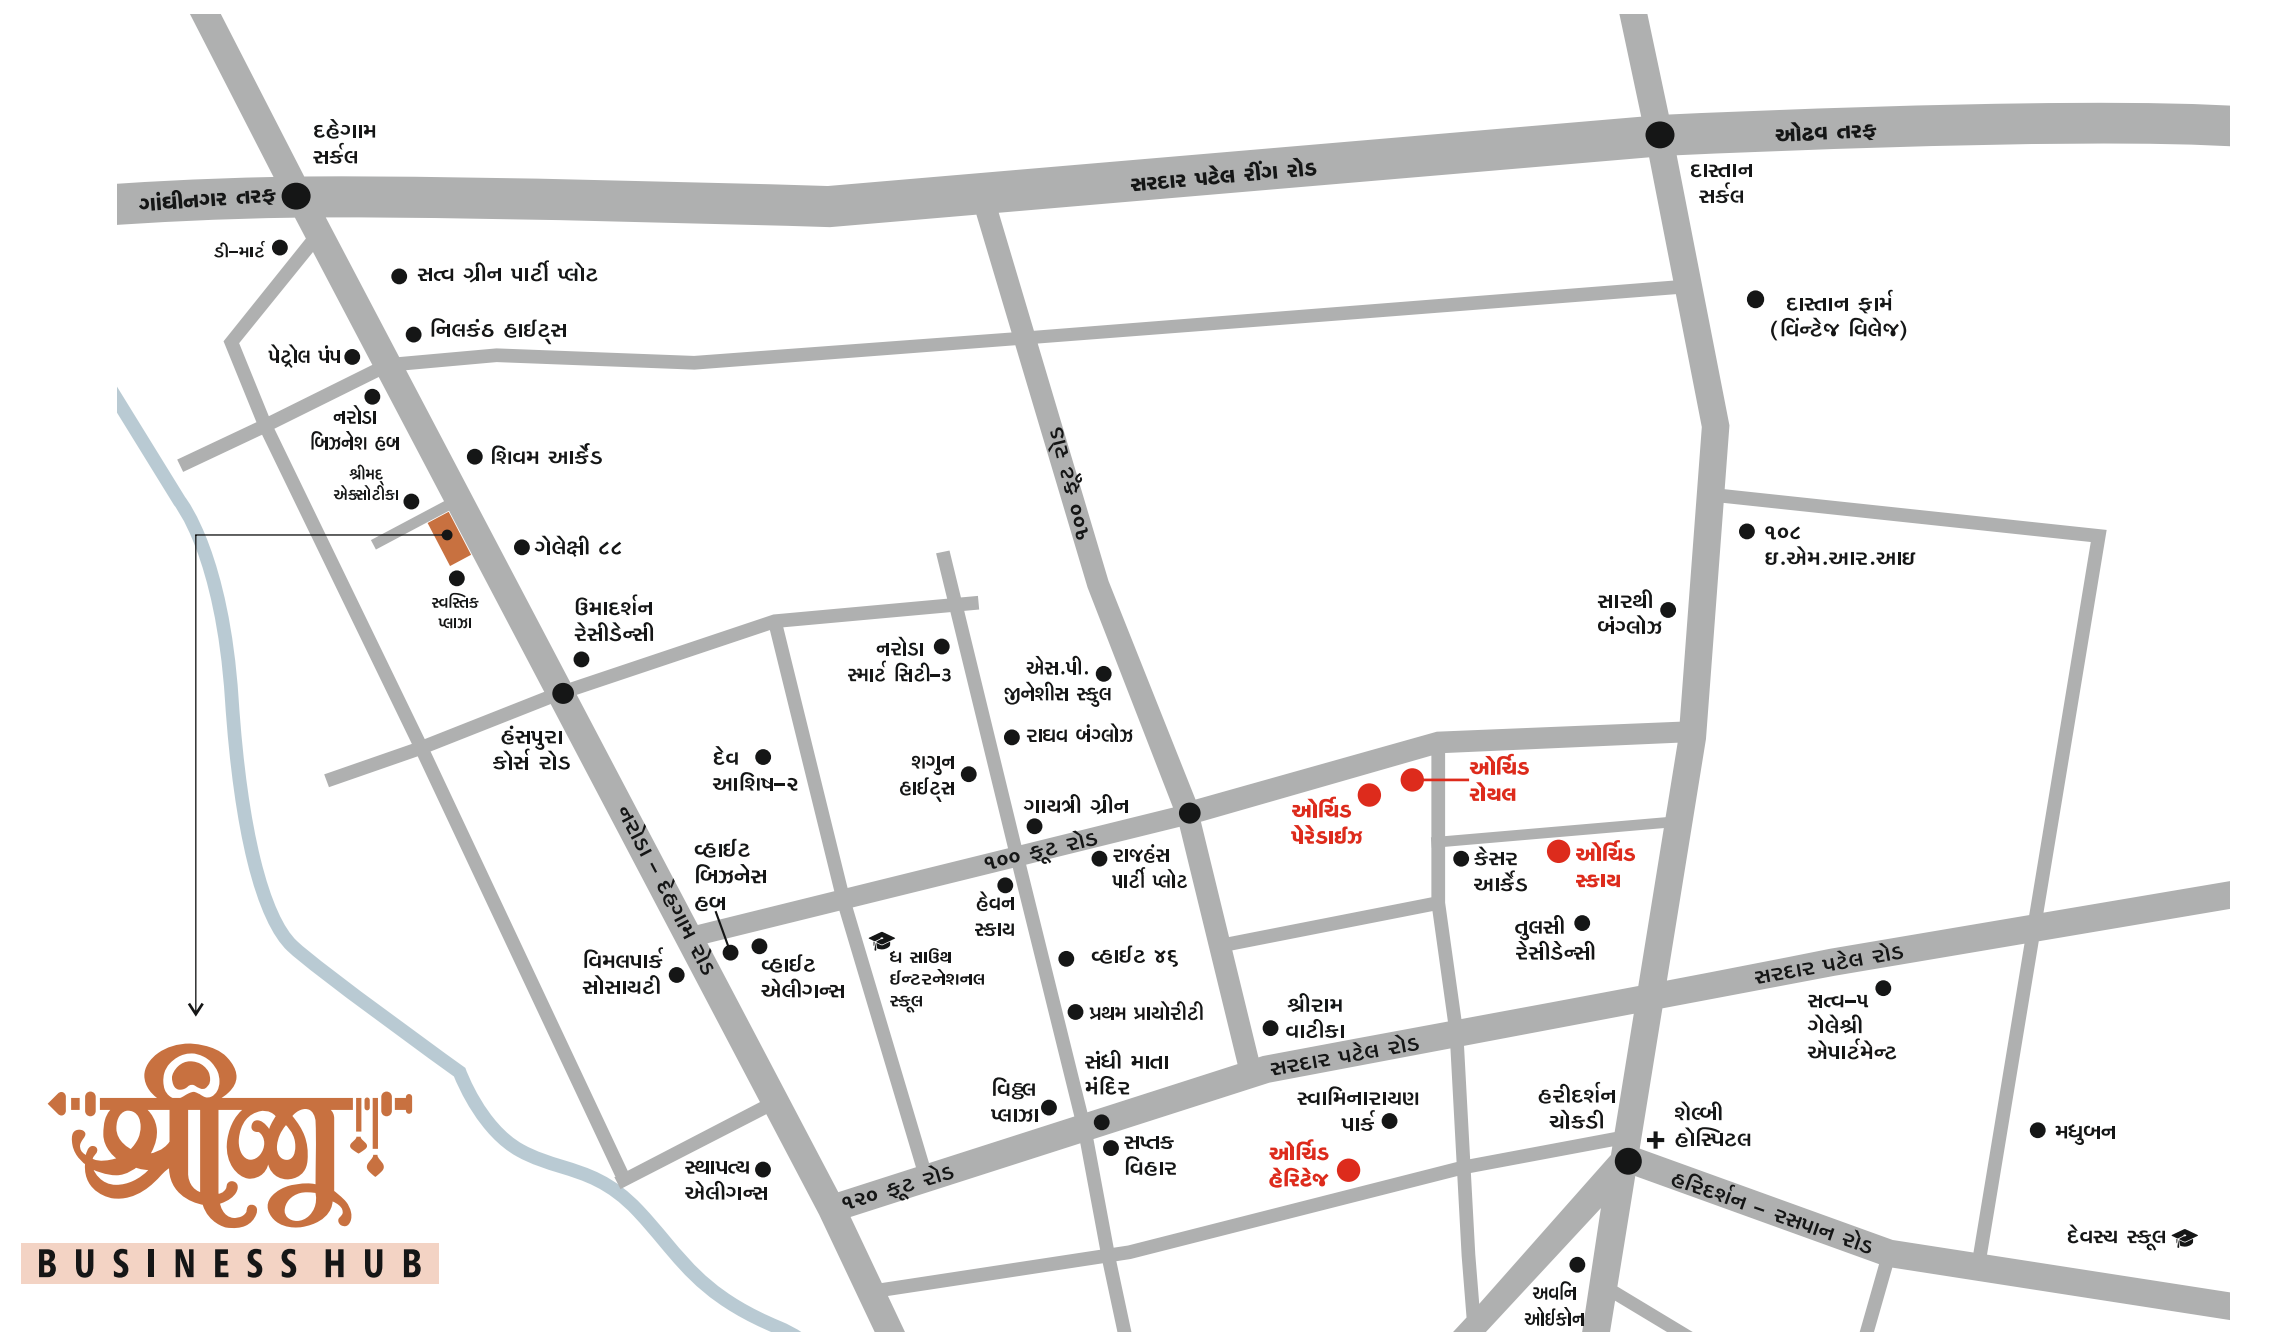 દહેગામ
સર્કલ
ગાંધીનગર તરફ
સરદાર પટેલ રીંગ રોડ
ઓઢવ તરફ
દાસ્તાન
સર્કલ
ડી-માર્ટ
સત્વ ગ્રીન પાર્ટી પ્લોટ
નિલકંઠ હાઈટ્સ
દાસ્તાન ફાર્મ
(વિંન્ટેજ વિલેજ)
પેટ્રોલ પંપ
નરોડા
બિઝનેશ હબ
શ્રીમદ્
એક્સોટીકા
શિવમ આર્કેડ
૧૦૦ ફૂટ રોડ
ગેલેક્ષી ૮૮
૧૦૮
ઇ.એમ.આર.આઇ
સ્વસ્તિક
પ્લાઝા
ઉમાદર્શન
રેસીડેન્સી
સારથી
બંગ્લોઝ
નરોડા
સ્માર્ટ સિટી-૩
એસ.પી.
જીનેશીસ સ્કુલ
હંસપુરા
કોર્સ રોડ
રાઘવ બંગ્લોઝ
દેવ
આશિષ-૨
શગુન
હાઈટ્સ
ગાયત્રી ગ્રીન
ઓર્ચિડ
રોયલ
ઓર્ચિડ
પેરેડાઈઝ
નરોડા - દેહગામ રોડ
વ્હાઈટ
બિઝનેસ
હબ
૧૦૦ ફૂટ રોડ
રાજહંસ
પાર્ટી પ્લોટ
કેસર
આર્કેડ
ઓર્ચિડ
સ્કાય
હેવન
સ્કાય
તુલસી
રેસીડેન્સી
વિમલપાર્ક
સોસાયટી
વ્હાઈટ
એલીગન્સ
ધ સાઉથ
ઈન્ટરનેશનલ
સ્કૂલ
વ્હાઈટ ૪૬
સરદાર પટેલ રોડ
સત્વ-૫
ગેલેશ્રી
એપાર્ટમેન્ટ
પ્રથમ પ્રાયોરીટી
શ્રીરામ
વાટીકા
સરદાર પટેલ રોડ
સંધી માતા
મંદિર
વિઠ્ઠલ
પ્લાઝા
સ્વામિનારાયણ
પાર્ક
હરીદર્શન
ચોકડી
શેલ્બી
હોસ્પિટલ
મધુબન
સપ્તક
વિહાર
ઓર્ચિડ
હેરિટેજ
સ્થાપત્ય
એલીગન્સ
૧૨૦ ફૂટ રોડ
હરિદર્શન - રસપાન રોડ
દેવસ્ય સ્કૂલ
અવનિ
ઓઈકોન
BUSINESS HUB